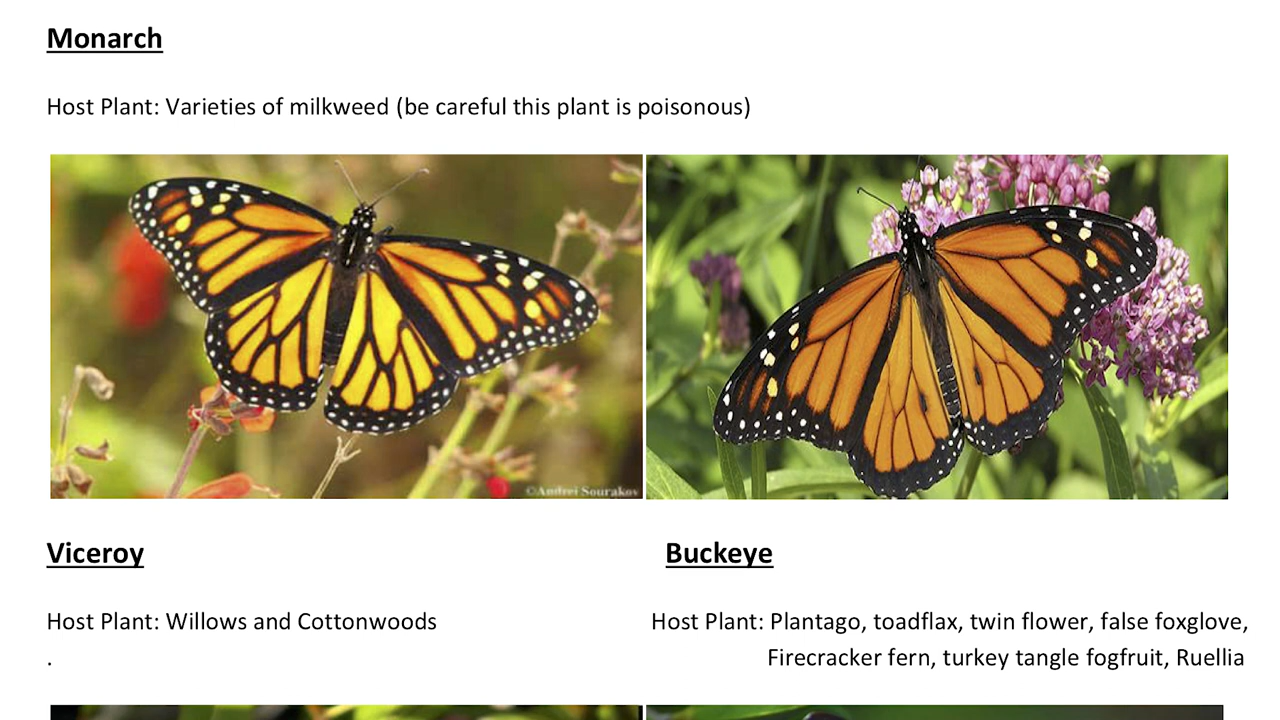 Monarch
Host Plant: Varieties of milkweed (be careful this plant is poisonous)
©Andrei Sourakov
Viceroy
Buckeye
Host Plant: Willows and Cottonwoods
.
Host Plant: Plantago, toadflax, twin flower, false foxglove,
Firecracker fern, turkey tangle fogfruit, Ruellia